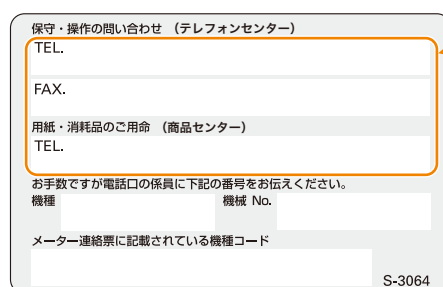 保守・操作の問い合わせ （テレフォンセンター）
TEL.
FAX.
用紙・消耗品のご用命 （商品センター）
TEL.
お手数ですが電話口の係員に下記の番号をお伝えください。
機種 機械 No.
メーター連絡票に記載されている機種コード
S-3064